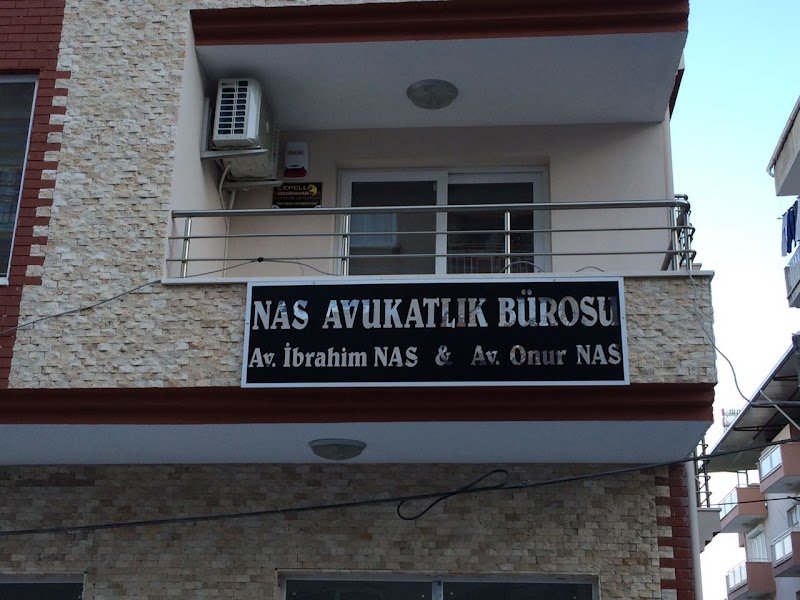 NAS AVUKATLIK BÜROSU
Av. İbrahim NAS & Av. Onur NAS